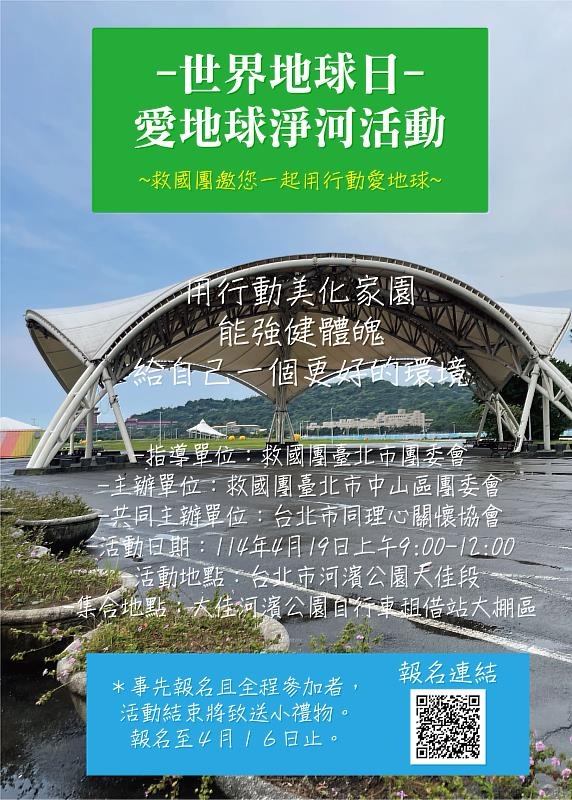 -世界地球日-
愛地球淨河活動
~救國團邀您一起用行動愛地球~
用行動美化家園
能強健體魄
給自己一個更好的環境
-指導單位：救國團臺北市團委會
-主辦單位：救國團臺北市中山區團委會
-共同主辦單位：台北市同理心關懷協會
-活動日期：114年4月19日上午9:00-12:00
-活動地點：台北市河濱公園大佳段
-集合地點：大佳河濱公園自行車租借站大棚區
報名連結
＊事先報名且全程參加者，
活動結束將致送小禮物。
報名至４月１６日止。